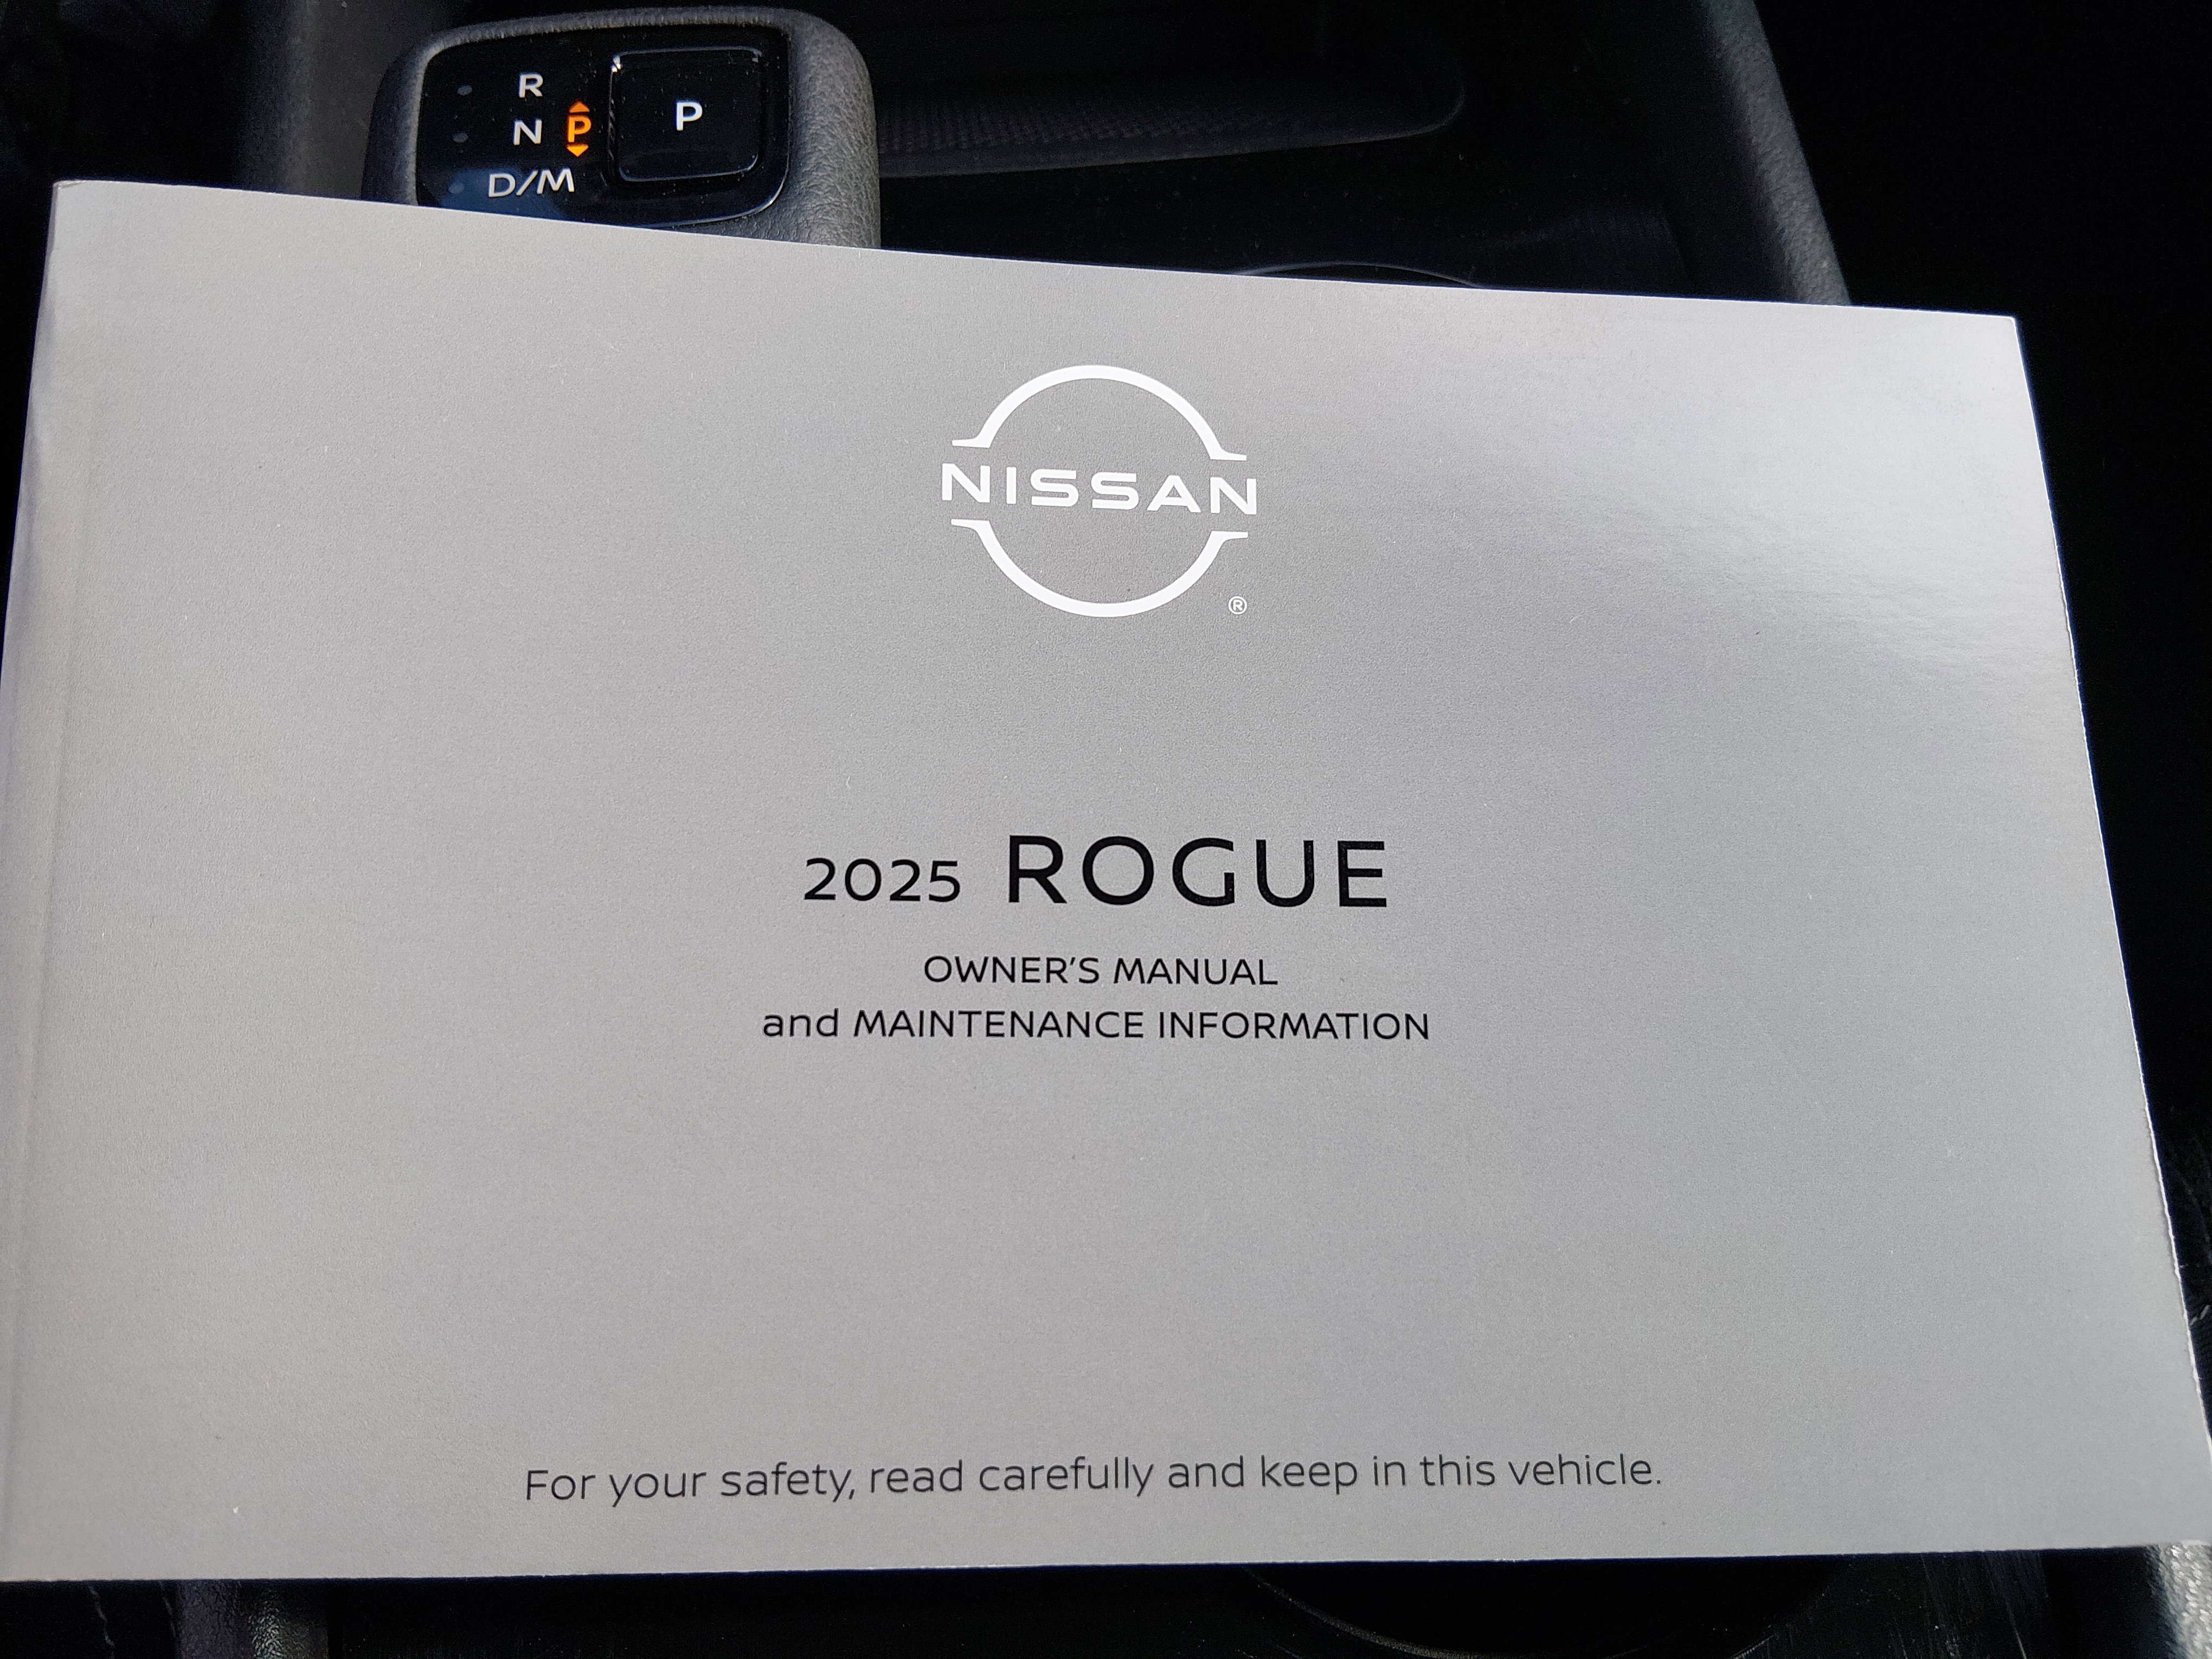 R
N P P
D/M
NISSAN
®
2025 ROGUE
OWNER'S MANUAL
and MAINTENANCE INFORMATION
For your safety, read carefully and keep in this vehicle.